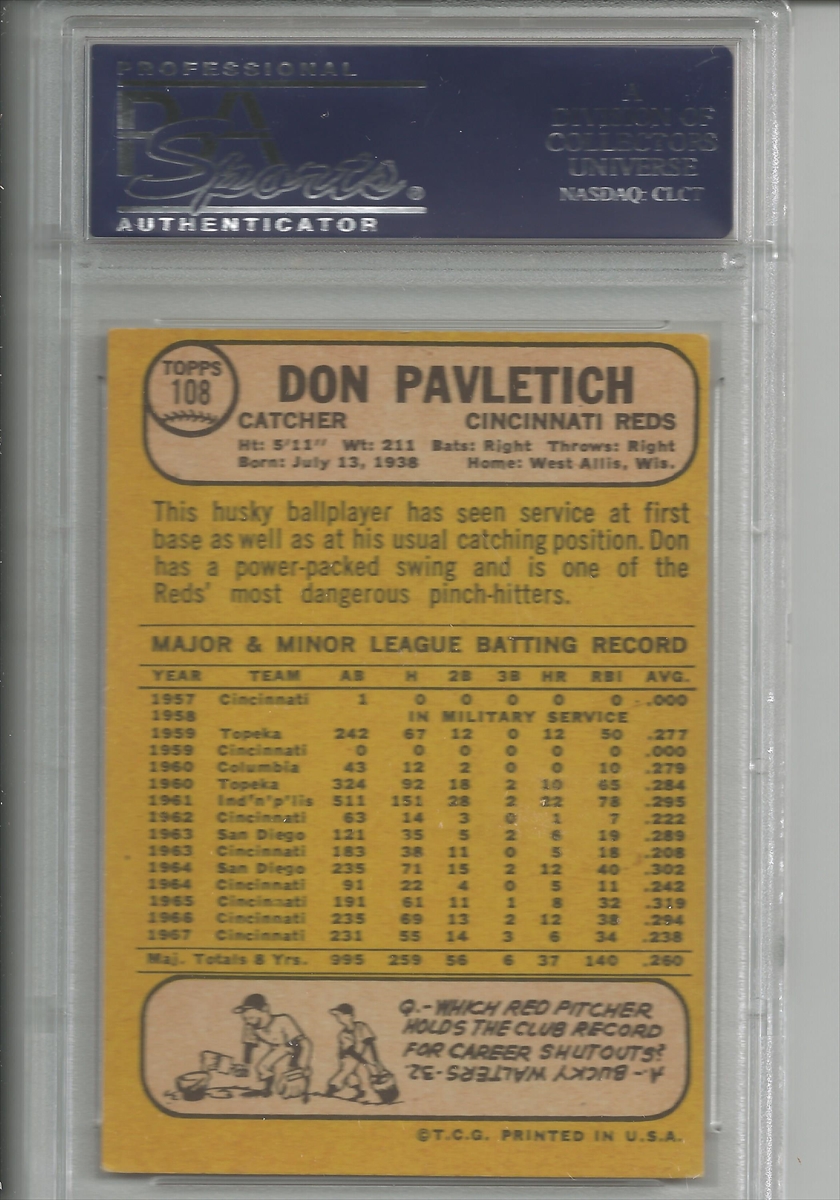 PROFESSIONAL
PSA
Sports®
AUTHENTICATOR
A
DIVISION OF
COLLECTORS
UNIVERSE
NASDAQ: CLCT
TOPPS
108
DON PAVLETICH
CATCHER CINCINNATI REDS
Ht: 5'11" Wt: 211 Bats: Right Throws: Right
Born: July 13, 1938 Home: West Allis, Wis.
This husky ballplayer has seen service at first
base as well as at his usual catching position. Don
has a power-packed swing and is one of the
Reds' most dangerous pinch-hitters.
MAJOR & MINOR LEAGUE BATTING RECORD
YEAR TEAM AB H 2B 3B HR RBI AVG.
1957 Cincinnati 1 0 0 0 0 0 .000
1958 IN MILITARY SERVICE
1959 Topeka 242 67 12 0 12 50 .277
1959 Cincinnati 0 0 0 0 0 0 .000
1960 Columbia 43 12 2 0 0 10 .279
1960 Topeka 324 92 18 2 10 65 .284
1961 Ind'n'p'lis 511 151 28 2 22 78 .295
1962 Cincinnati 63 14 3 0 1 7 .222
1963 San Diego 121 35 5 2 6 19 .289
1963 Cincinnati 183 38 11 0 5 18 .208
1964 San Diego 235 71 15 2 12 40 .302
1964 Cincinnati 91 22 4 0 5 11 .242
1965 Cincinnati 191 61 11 1 8 32 .319
1966 Cincinnati 235 69 13 2 12 38 .294
1967 Cincinnati 231 55 14 3 6 34 .238
Maj. Totals 8 Yrs. 995 259 56 6 37 140 .260
Q.-WHICH RED PITCHER
HOLDS THE CLUB RECORD
FOR CAREER SHUTOUTS?
A.-BUCKY WALTERS-32
©T.C.G. PRINTED IN U.S.A.